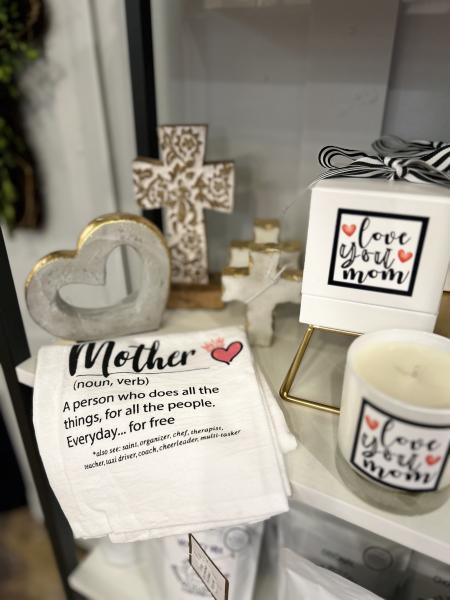 love
you
mom
Mother
(noun, verb)
A person who does all the
things, for all the people.
Everyday... for free
*also see: saint, organizer, chef, therapist,
teacher, taxi driver, coach, cheerleader, multi-tasker
love
you
mom